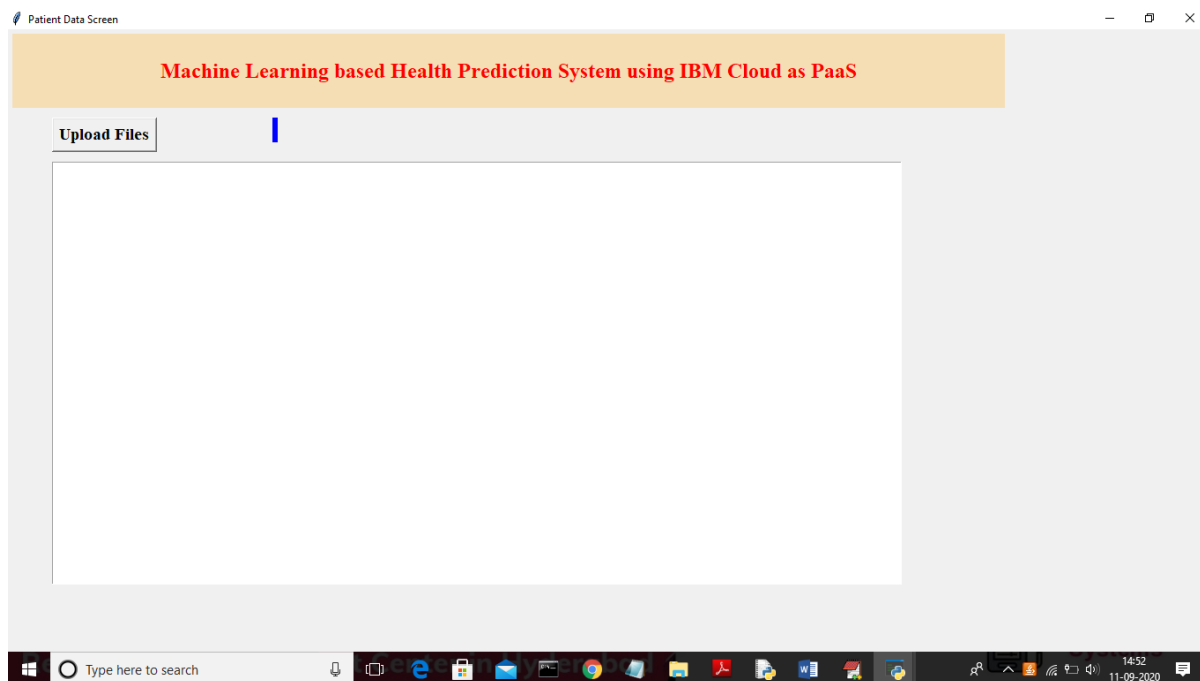 Patient Data Screen
Machine Learning based Health Prediction System using IBM Cloud as PaaS
Upload Files
Type here to search
14:52
11-09-2020